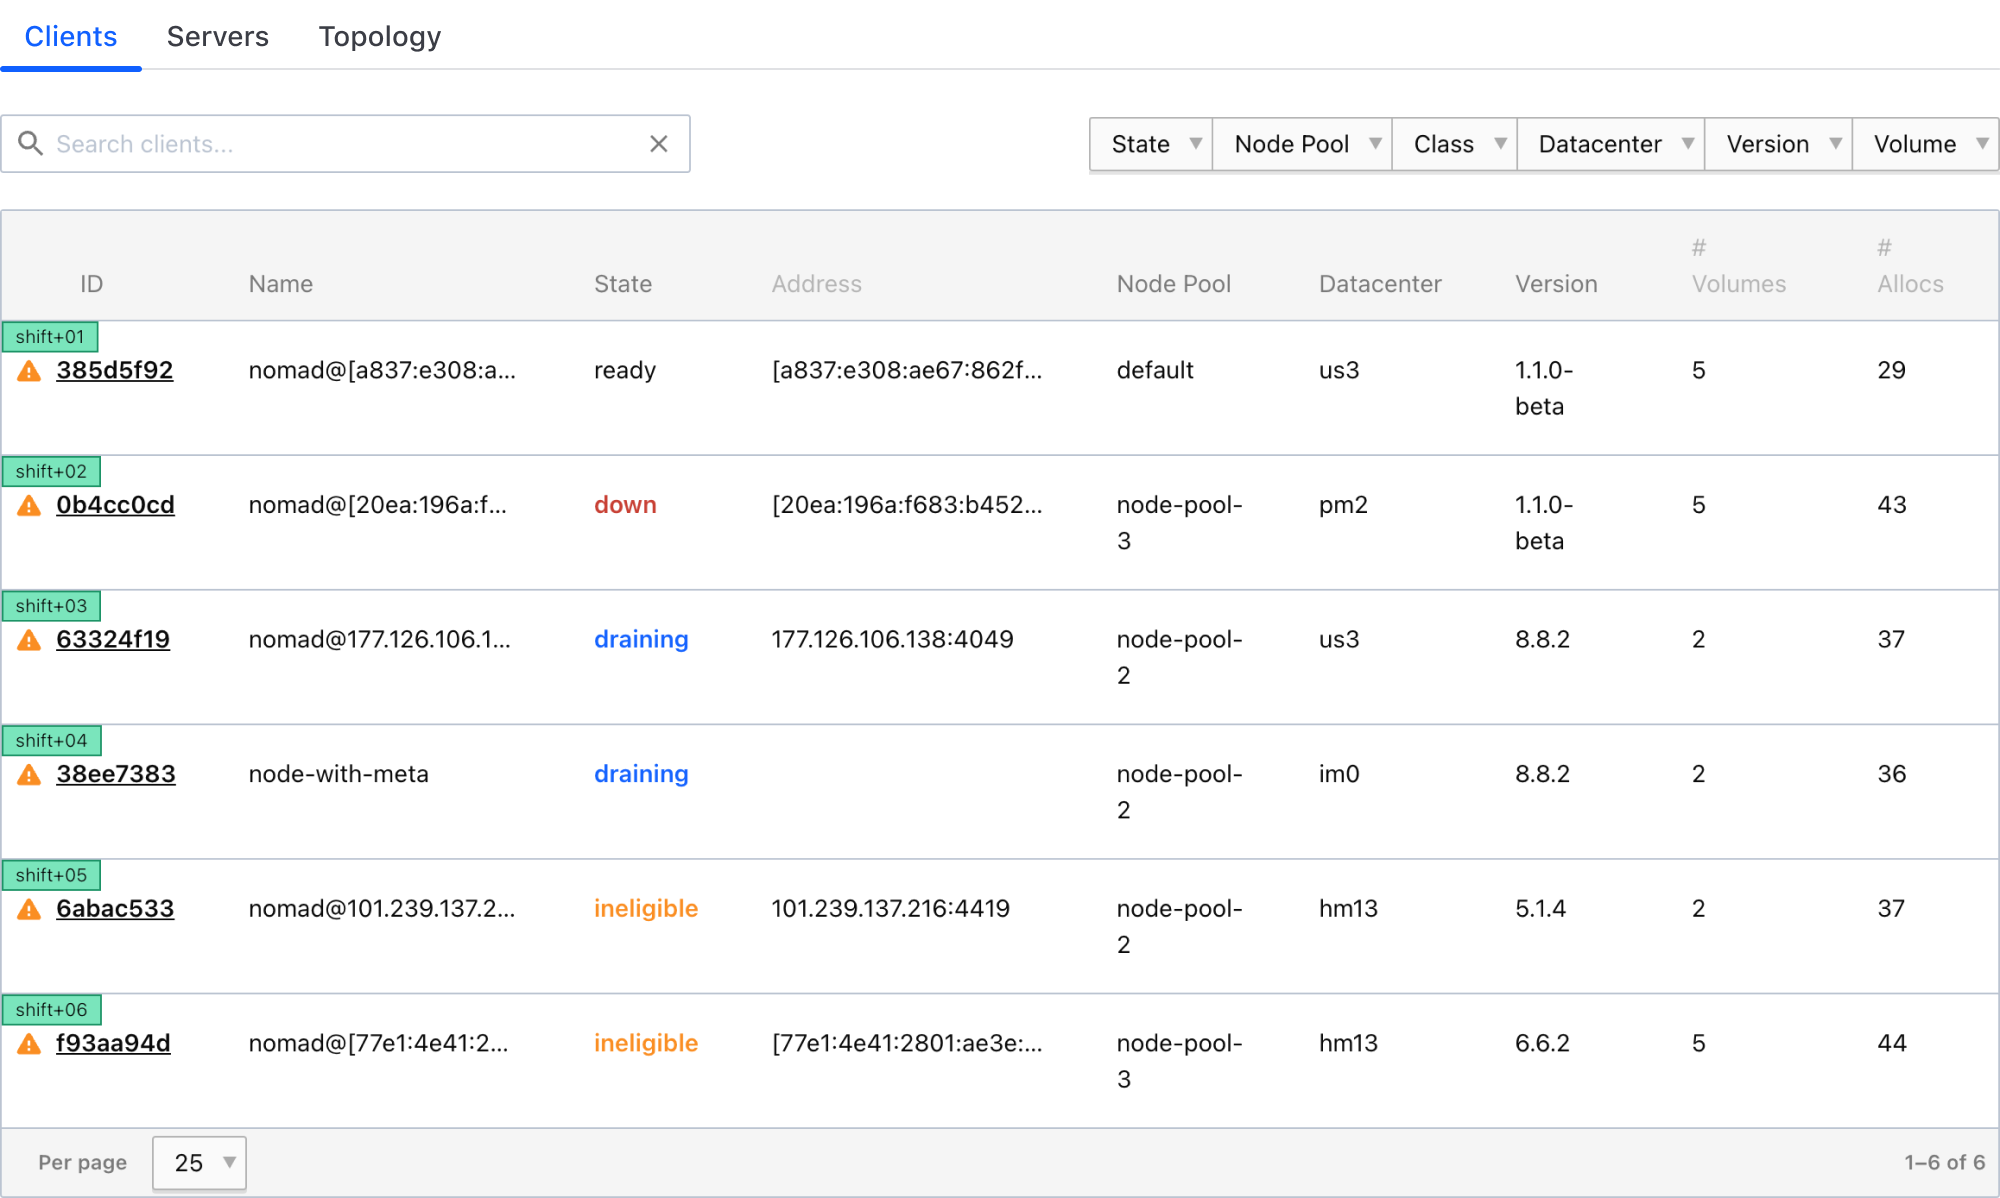 Clients Servers Topology
Search clients...
State Node Pool Class Datacenter Version Volume
ID Name State Address Node Pool Datacenter Version # Volumes # Allocs
shift+01
385d5f92 nomad@[a837:e308:a... ready [a837:e308:ae67:862f... default us3 1.1.0-
beta 5 29
shift+02
0b4cc0cd nomad@[20ea:196a:f... down [20ea:196a:f683:b452... node-pool-
3 pm2 1.1.0-
beta 5 43
shift+03
63324f19 nomad@177.126.106.1... draining 177.126.106.138:4049 node-pool-
2 us3 8.8.2 2 37
shift+04
38ee7383 node-with-meta draining node-pool-
2 im0 8.8.2 2 36
shift+05
6abac533 nomad@101.239.137.2... ineligible 101.239.137.216:4419 node-pool-
2 hm13 5.1.4 2 37
shift+06
f93aa94d nomad@[77e1:4e41:2... ineligible [77e1:4e41:2801:ae3e:... node-pool-
3 hm13 6.6.2 5 44
Per page 25 1–6 of 6